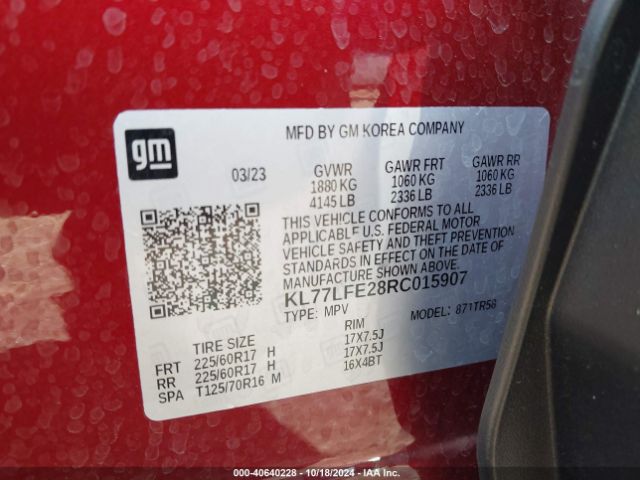 MFD BY GM KOREA COMPANY
gm
03/23
GVWR GAWR FRT GAWR RR
1880 KG 1060 KG 1060 KG
4145 LB 2336 LB 2336 LB
THIS VEHICLE CONFORMS TO ALL
APPLICABLE U.S. FEDERAL MOTOR
VEHICLE SAFETY AND THEFT PREVENTION
STANDARDS IN EFFECT ON THE DATE OF
MANUFACTURE SHOWN ABOVE.
KL77LFE28RC015907
TYPE: MPV MODEL: 871TR58
TIRE SIZE RIM
FRT 225/60R17 H 17X7.5J
RR 225/60R17 H 17X7.5J
SPA T125/70R16 M 16X4BT
000-40640228 - 10/18/2024 - COPART IAA